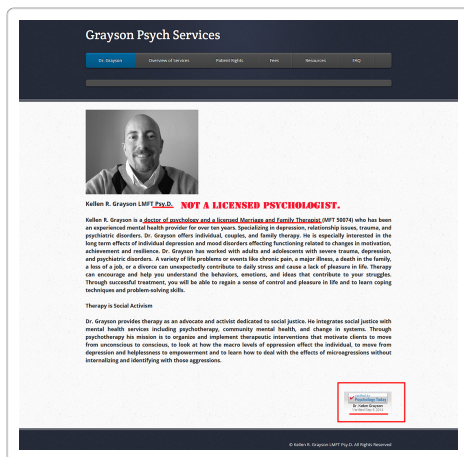 Grayson Psych Services
Dr. Grayson Overview of Services Patient Rights Fees Resources FAQ
Kellen R. Grayson LMFT Psy.D. NOT A LICENSED PSYCHOLOGIST.
Kellen R. Grayson is a doctor of psychology and a licensed Marriage and Family Therapist (MFT 50074) who has been
an experienced mental health provider for over ten years. Specializing in depression, relationship issues, trauma, and
psychiatric disorders. Dr. Grayson offers individual, couples, and family therapy. He is especially interested in the
long term effects of individual depression and mood disorders effecting functioning related to changes in motivation,
achievement and resilience. Dr. Grayson has worked with adults and adolescents with severe trauma, depression,
and psychiatric disorders. A variety of life problems or events like chronic pain, a major illness, a death in the family,
a loss of a job, or a divorce can unexpectedly contribute to daily stress and cause a lack of pleasure in life. Therapy
can encourage and help you understand the behaviors, emotions, and ideas that contribute to your struggles.
Through successful treatment, you will be able to regain a sense of control and pleasure in life and to learn coping
techniques and problem-solving skills.
Therapy is Social Activism
Dr. Grayson provides therapy as an advocate and activist dedicated to social justice. He integrates social justice with
mental health services including psychotherapy, community mental health, and change in systems. Through
psychotherapy his mission is to organize and implement therapeutic interventions that motivate clients to move
from unconscious to conscious, to look at how the macro levels of oppression effect the individual, to move from
depression and helplessness to empowerment and to learn how to deal with the effects of microagressions without
internalizing and identifying with those aggressions.
verified by
Psychology Today
Dr. Kellen Grayson
© Kellen R. Grayson LMFT Psy.D. All Rights Reserved